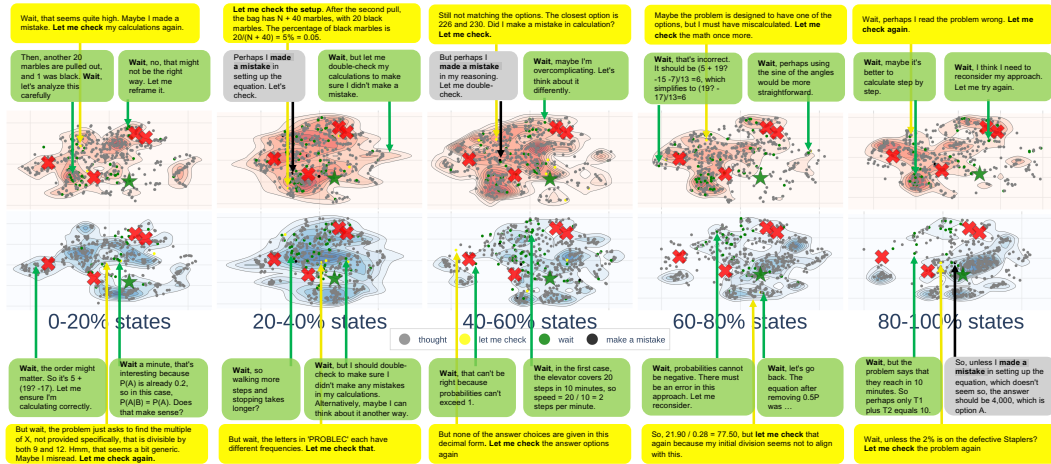 Wait, that seems quite high. Maybe I made a
mistake. Let me check my calculations again.
Let me check the setup. After the second pull,
the bag has N + 40 marbles, with 20 black
marbles. The percentage of black marbles is
20/(N + 40) = 5% = 0.05.
Still not matching the options. The closest option is
226 and 230. Did I make a mistake in calculation?
Let me check.
Maybe the problem is designed to have one of the
options, but I must have miscalculated. Let me
check the math once more.
Wait, perhaps I read the problem wrong. Let me
check again.
Then, another 20
marbles are pulled out,
and 1 was black. Wait,
let's analyze this
carefully
Wait, no, that might
not be the right
way. Let me
reframe it.
Perhaps I made
a mistake in
setting up the
equation. Let's
check.
Wait, but let me
double-check my
calculations to make
sure I didn't make a
mistake.
But perhaps I
made a mistake
in my reasoning.
Let me double-
check.
Wait, maybe I'm
overcomplicating. Let's
think about it
differently.
Wait, that's incorrect.
It should be (5 + 19?
-15 -7)/13 =6, which
simplifies to (19? -
17)/13=6
Wait, perhaps using
the sine of the angles
would be more
straightforward.
Wait, maybe it's
better to
calculate step by
step.
Wait, I think I need to
reconsider my approach.
Let me try again.
0-20% states
20-40% states
40-60% states
60-80% states
80-100% states
thought
let me check
wait
make a mistake
Wait, the order might
matter. So it's 5 +
(19? -17). Let me
ensure I'm
calculating correctly.
Wait a minute, that's
interesting because
P(A) is already 0.2,
so in this case,
P(A|B) = P(A). Does
that make sense?
Wait, so
walking more
steps and
stopping takes
longer?
Wait, but I should double-
check to make sure I
didn't make any mistakes
in my calculations.
Alternatively, maybe I can
think about it another way.
Wait, that can't be
right because
probabilities can't
exceed 1.
Wait, in the first case,
the elevator covers 20
steps in 10 minutes, so
speed = 20 / 10 = 2
steps per minute.
Wait, probabilities cannot
be negative. There must
be an error in this
approach. Let me
reconsider.
Wait, let's go
back. The
equation after
removing 0.5P
was …
Wait, but the
problem says that
they reach in 10
minutes. So
perhaps only T1
plus T2 equals 10.
So, unless I made a
mistake in setting up the
equation, which doesn't
seem so, the answer
should be 4,000, which is
option A.
But wait, the problem just asks to find the multiple
of X, not provided specifically, that is divisible by
both 9 and 12. Hmm, that seems a bit generic.
Maybe I misread. Let me check again.
But wait, the letters in 'PROBLEC' each have
different frequencies. Let me check that.
But none of the answer choices are given in this
decimal form. Let me check the answer options
again
So, 21.90 / 0.28 = 77.50, but let me check that
again because my initial division seems not to align
with this.
Wait, unless the 2% is on the defective Staplers?
Let me check the problem again